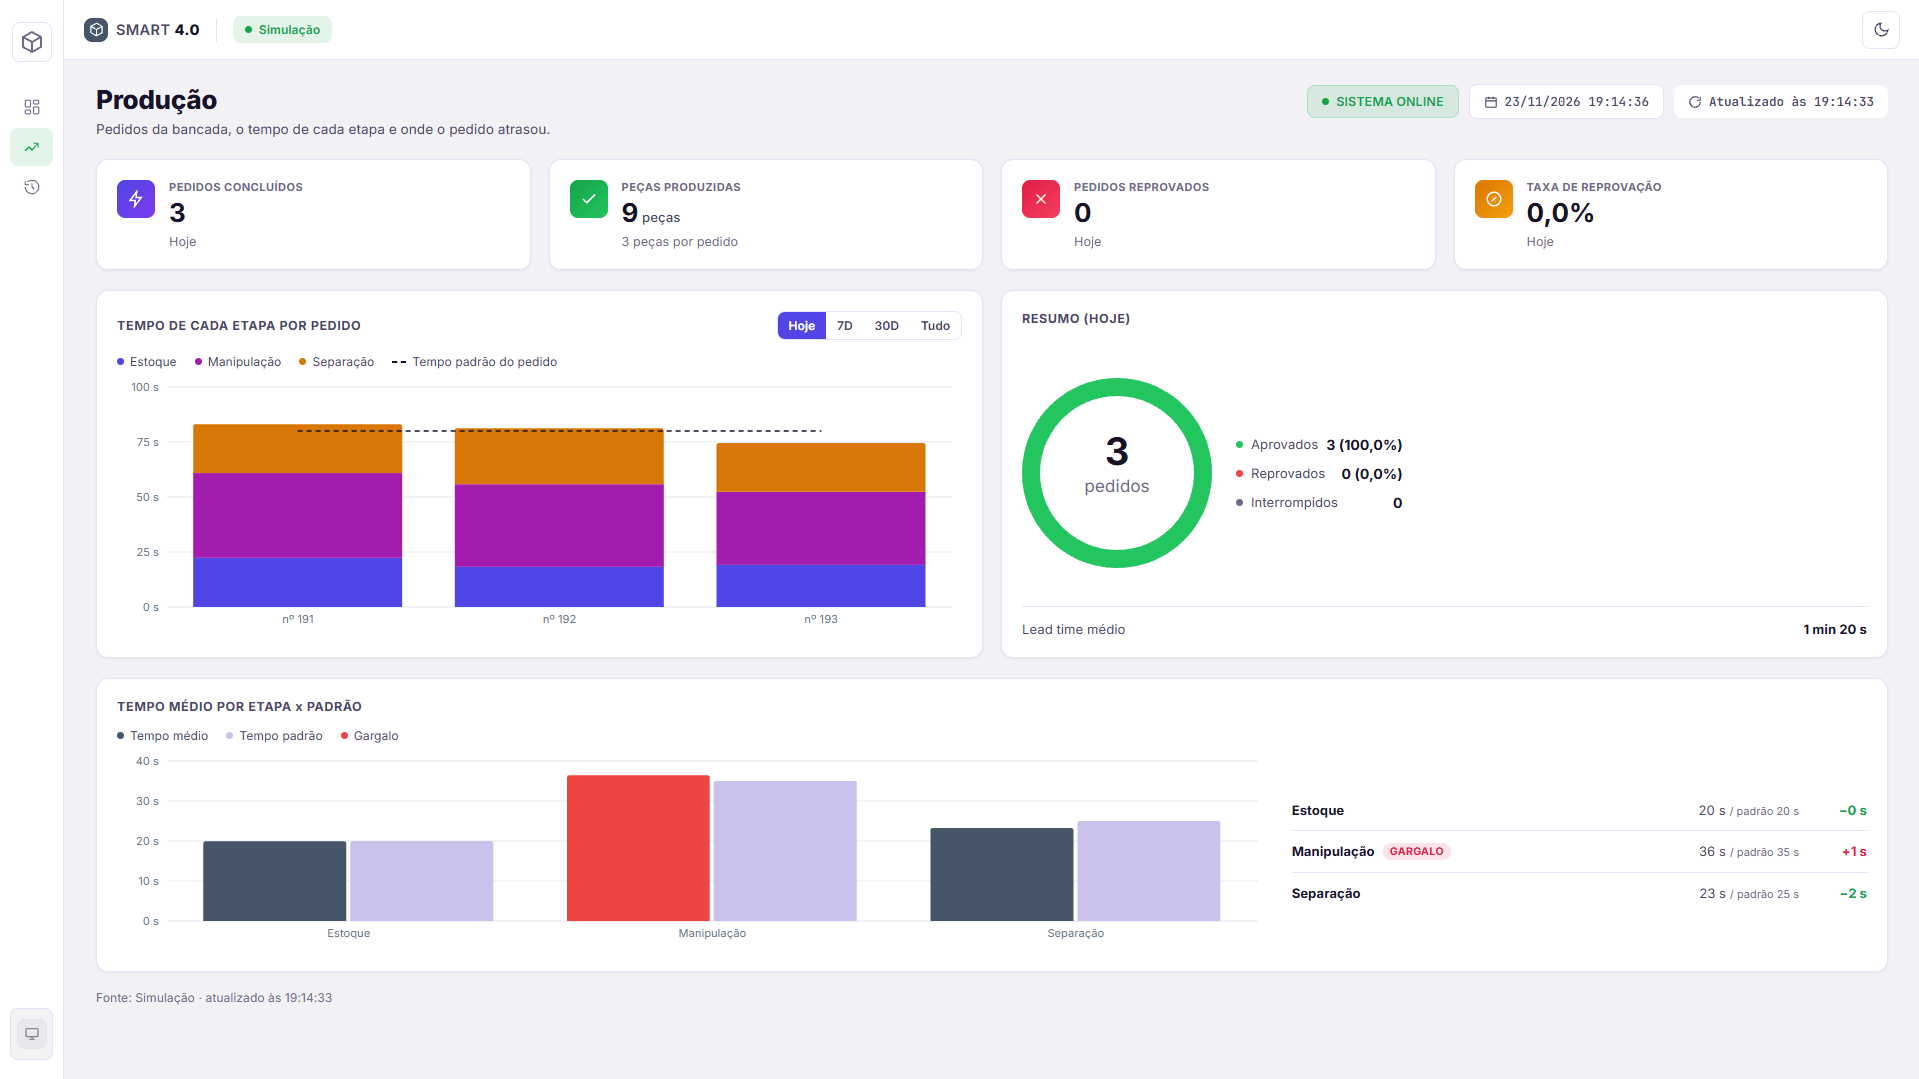 SMART 4.0
Simulação
Produção
Pedidos da bancada, o tempo de cada etapa e onde o pedido atrasou.
SISTEMA ONLINE
23/11/2026 19:14:36
Atualizado às 19:14:33
PEDIDOS CONCLUÍDOS
3
Hoje
PEÇAS PRODUZIDAS
9 peças
3 peças por pedido
PEDIDOS REPROVADOS
0
Hoje
TAXA DE REPROVAÇÃO
0,0%
Hoje
TEMPO DE CADA ETAPA POR PEDIDO
Hoje 7D 30D Tudo
Estoque Manipulação Separação Tempo padrão do pedido
100 s
75 s
50 s
25 s
0 s
nº 191 nº 192 nº 193
RESUMO (HOJE)
3
pedidos
Aprovados 3 (100,0%)
Reprovados 0 (0,0%)
Interrompidos 0
Lead time médio 1 min 20 s
TEMPO MÉDIO POR ETAPA x PADRÃO
Tempo médio Tempo padrão Gargalo
40 s
30 s
20 s
10 s
0 s
Estoque Manipulação Separação
Estoque 20 s / padrão 20 s −0 s
Manipulação GARGALO 36 s / padrão 35 s +1 s
Separação 23 s / padrão 25 s −2 s
Fonte: Simulação · atualizado às 19:14:33